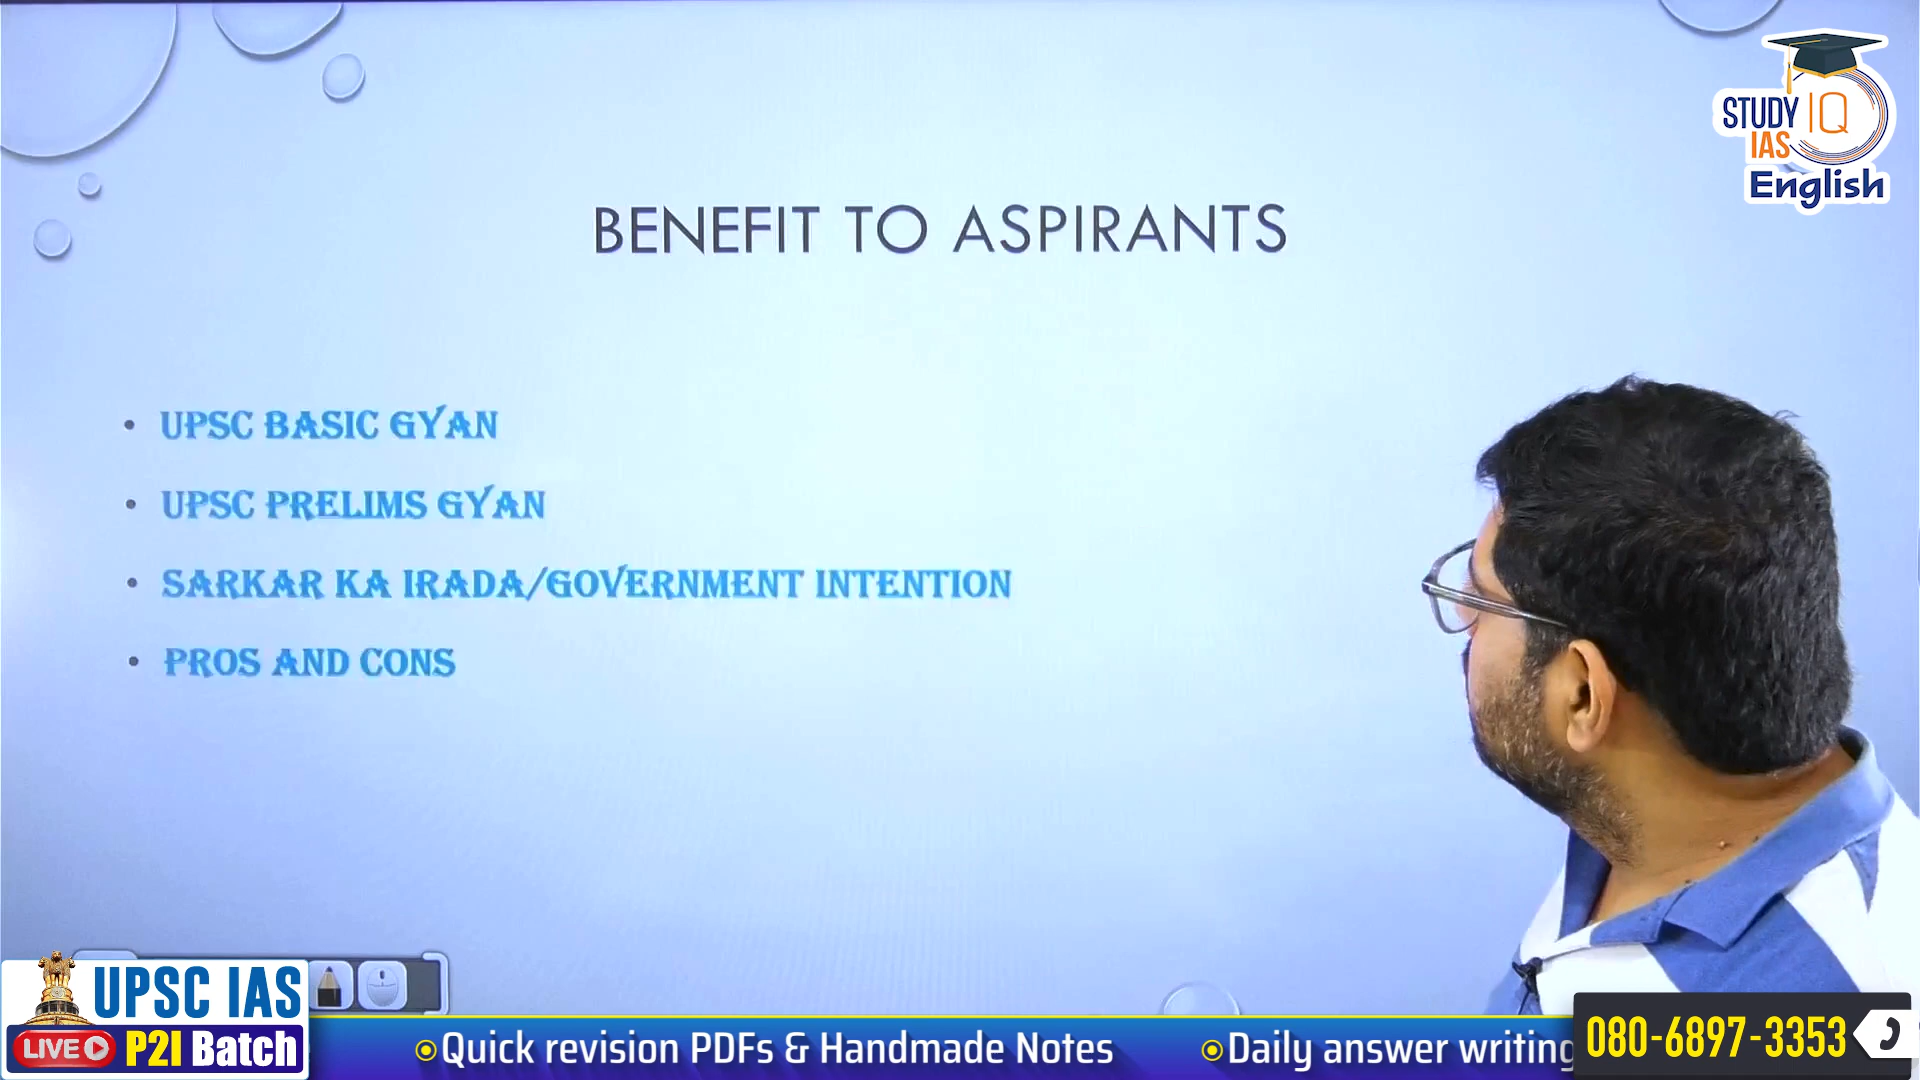 STUDY IQ
IAS
English
BENEFIT TO ASPIRANTS
• UPSC BASIC GYAN
• UPSC PRELIMS GYAN
• SARKAR KA IRADA/GOVERNMENT INTENTION
• PROS AND CONS
UPSC IAS
LIVE P2I Batch
Quick revision PDFs & Handmade Notes
Daily answer writing
080-6897-3353